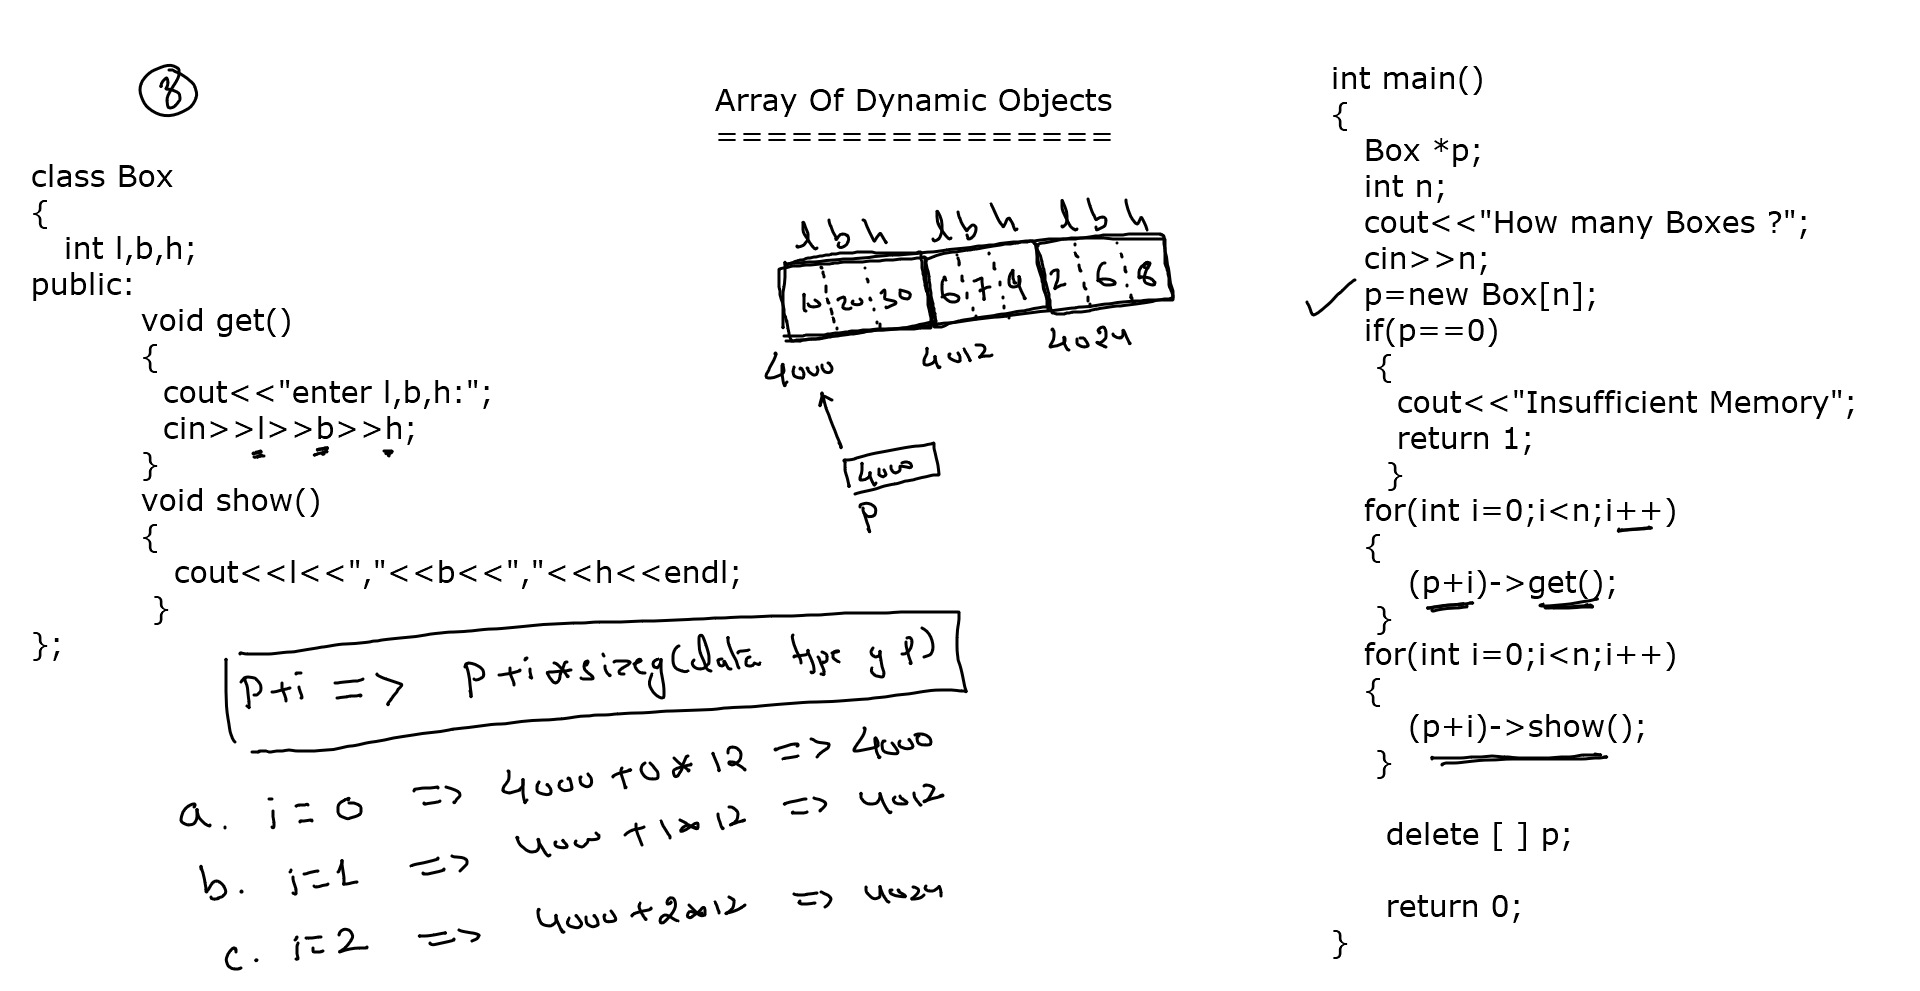 8
Array Of Dynamic Objects
================
class Box
{
int l,b,h;
public:
void get()
{
cout<<"enter l,b,h:";
cin>>l>>b>>h;
}
void show()
{
cout<<l<<","<<b<<","<<h<<endl;
}
};
l b h l b h l b h
10 20 30 6 7 9 2 6 8
4000 4012 4024
4000
p
p+i => p+i*sizeof(data type of p)
a. i=0 => 4000+0*12 => 4000
b. i=1 => 4000+1*12 => 4012
c. i=2 => 4000+2*12 => 4024
int main()
{
Box *p;
int n;
cout<<"How many Boxes ?";
cin>>n;
p=new Box[n];
if(p==0)
{
cout<<"Insufficient Memory";
return 1;
}
for(int i=0;i<n;i++)
{
(p+i)->get();
}
for(int i=0;i<n;i++)
{
(p+i)->show();
}
delete [ ] p;
return 0;
}